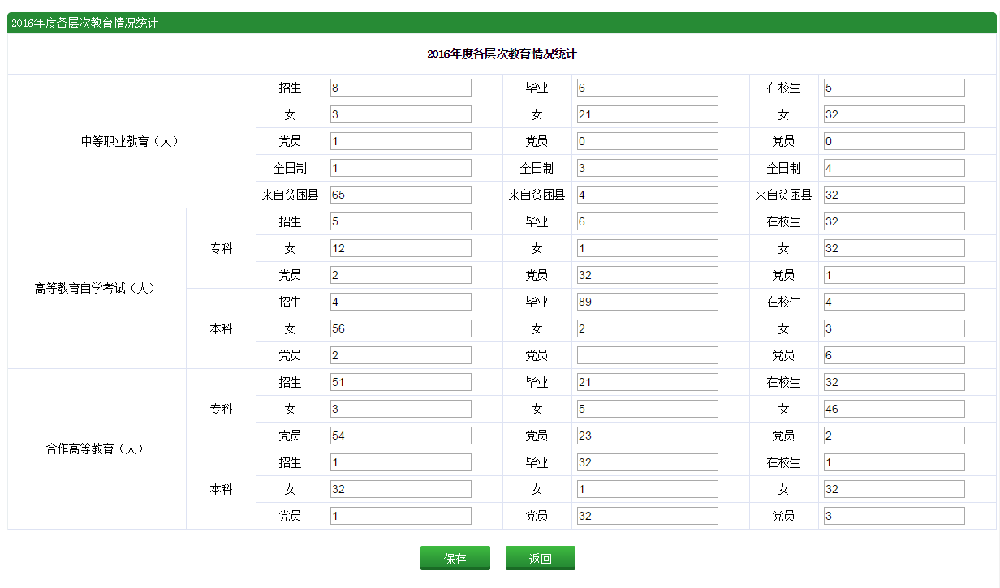 2016年度各层次教育情况统计
2016年度各层次教育情况统计
招生 8 毕业 6 在校生 5
女 3 女 21 女 32
中等职业教育（人） 党员 1 党员 0 党员 0
全日制 1 全日制 3 全日制 4
来自贫困县 65 来自贫困县 4 来自贫困县 32
招生 5 毕业 6 在校生 32
专科 女 12 女 1 女 32
党员 2 党员 32 党员 1
高等教育自学考试（人）
招生 4 毕业 89 在校生 4
本科 女 56 女 2 女 3
党员 2 党员 党员 6
招生 51 毕业 21 在校生 32
专科 女 3 女 5 女 46
党员 54 党员 23 党员 2
合作高等教育（人）
招生 1 毕业 32 在校生 1
本科 女 32 女 1 女 32
党员 1 党员 32 党员 3
保存 返回